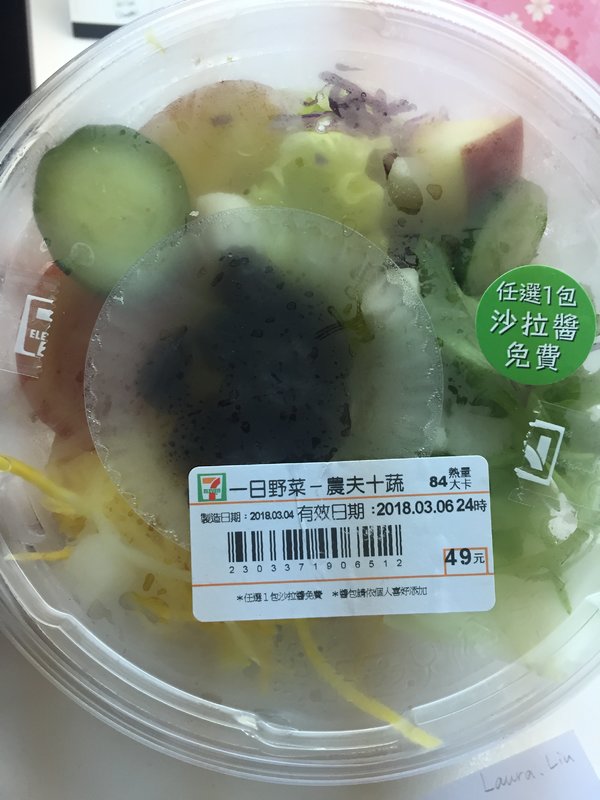 任選1包
沙拉醬
免費
7
ELEVEN
一日野菜－農夫十蔬 84 熱量大卡
製造日期：2018.03.04 有效日期：2018.03.06 24時
2303371906512
49元
＊任選1包沙拉醬免費 ＊醬包請依個人喜好添加
Laura. Liu